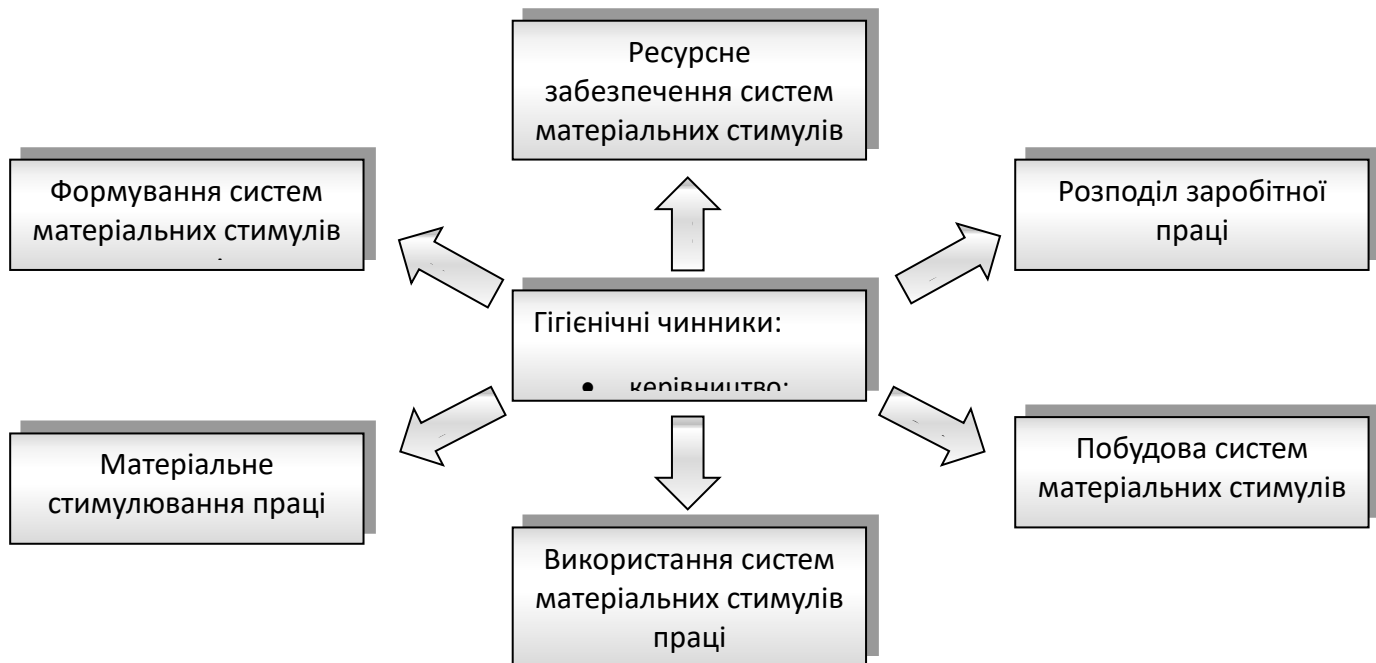 Ресурсне
забезпечення систем
матеріальних стимулів
Формування систем
матеріальних стимулів
Розподіл заробітної
праці
Гігієнічні чинники:
• керівництво:
Матеріальне
стимулювання праці
Побудова систем
матеріальних стимулів
Використання систем
матеріальних стимулів
праці